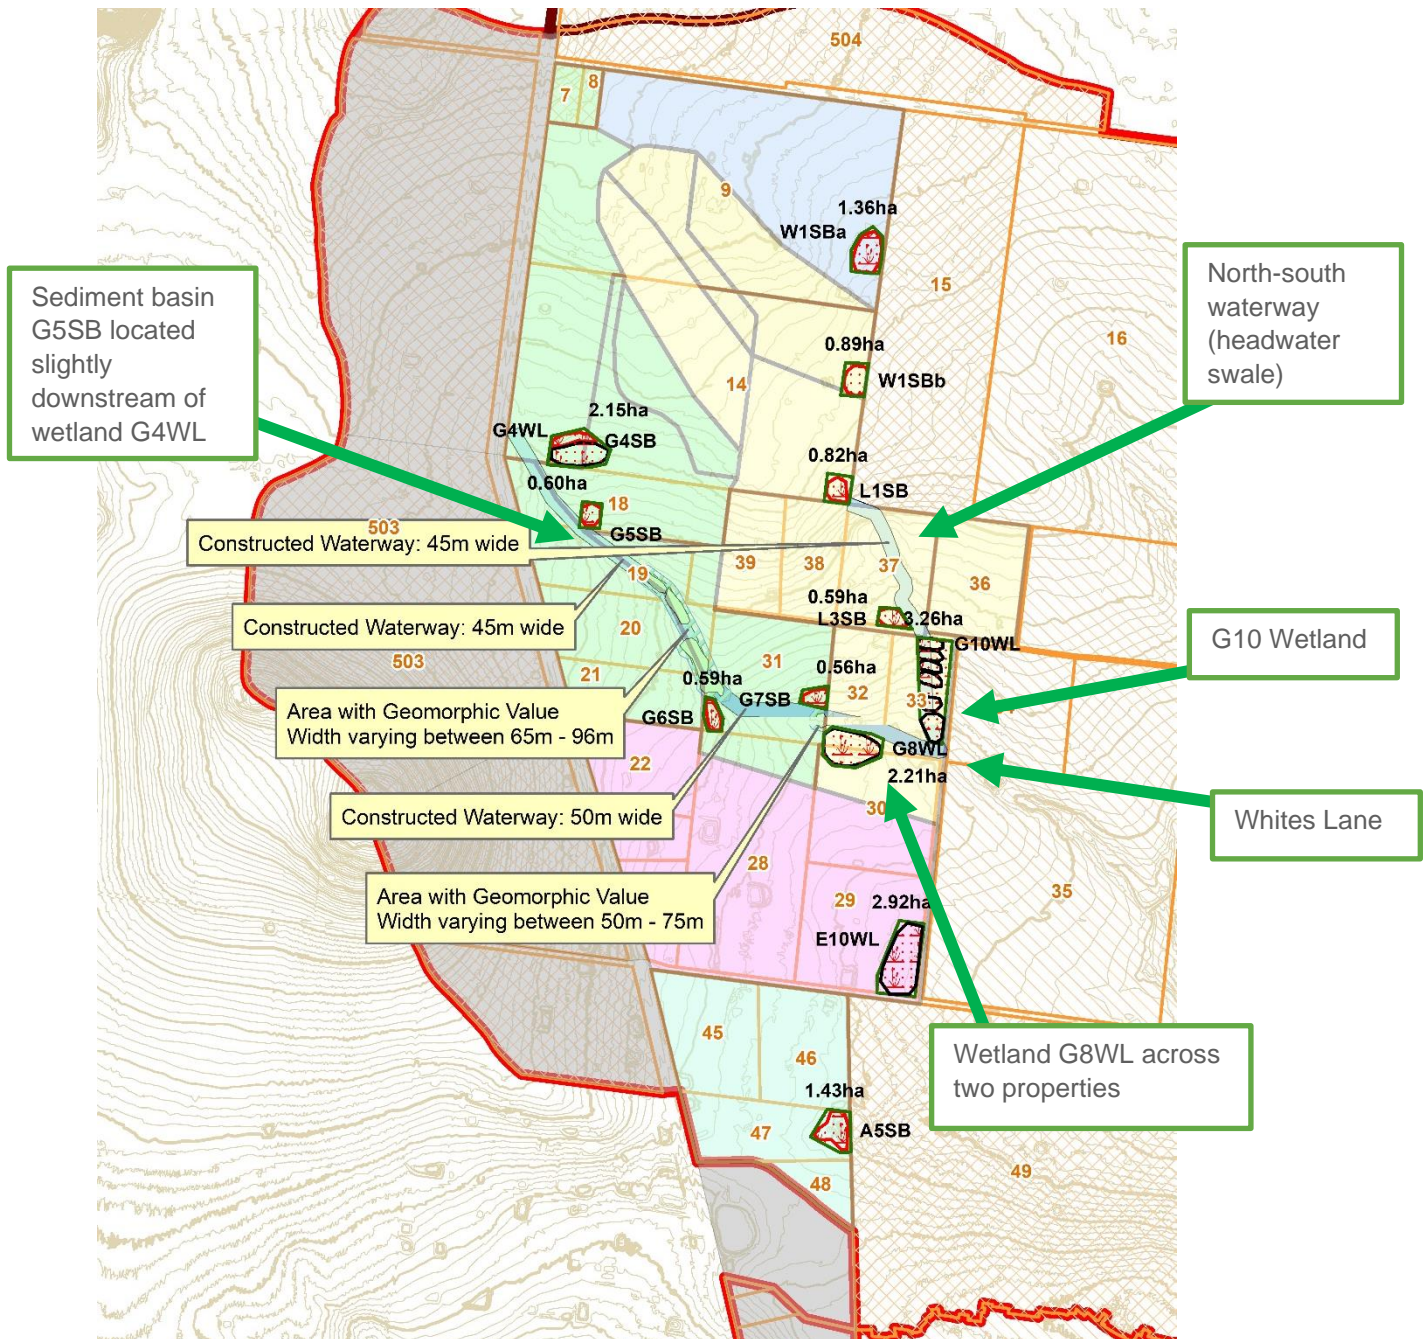 504
8
7
9
1.36ha
W1SBa
15
16
Sediment basin
G5SB located
slightly
downstream of
wetland G4WL
North-south
waterway
(headwater
swale)
0.89ha
W1SBb
14
2.15ha
G4WL
G4SB
0.82ha
L1SB
0.60ha
18
503
G5SB
Constructed Waterway: 45m wide
39
38
37
36
19
0.59ha
L3SB
3.26ha
G10WL
Constructed Waterway: 45m wide
20
503
31
G10 Wetland
21
0.59ha
0.56ha
32
33
G7SB
G6SB
Area with Geomorphic Value
Width varying between 65m - 96m
G8WL
22
2.21ha
30
Constructed Waterway: 50m wide
Whites Lane
28
29
35
Area with Geomorphic Value
Width varying between 50m - 75m
2.92ha
E10WL
45
46
Wetland G8WL across
two properties
1.43ha
47
A5SB
48
49